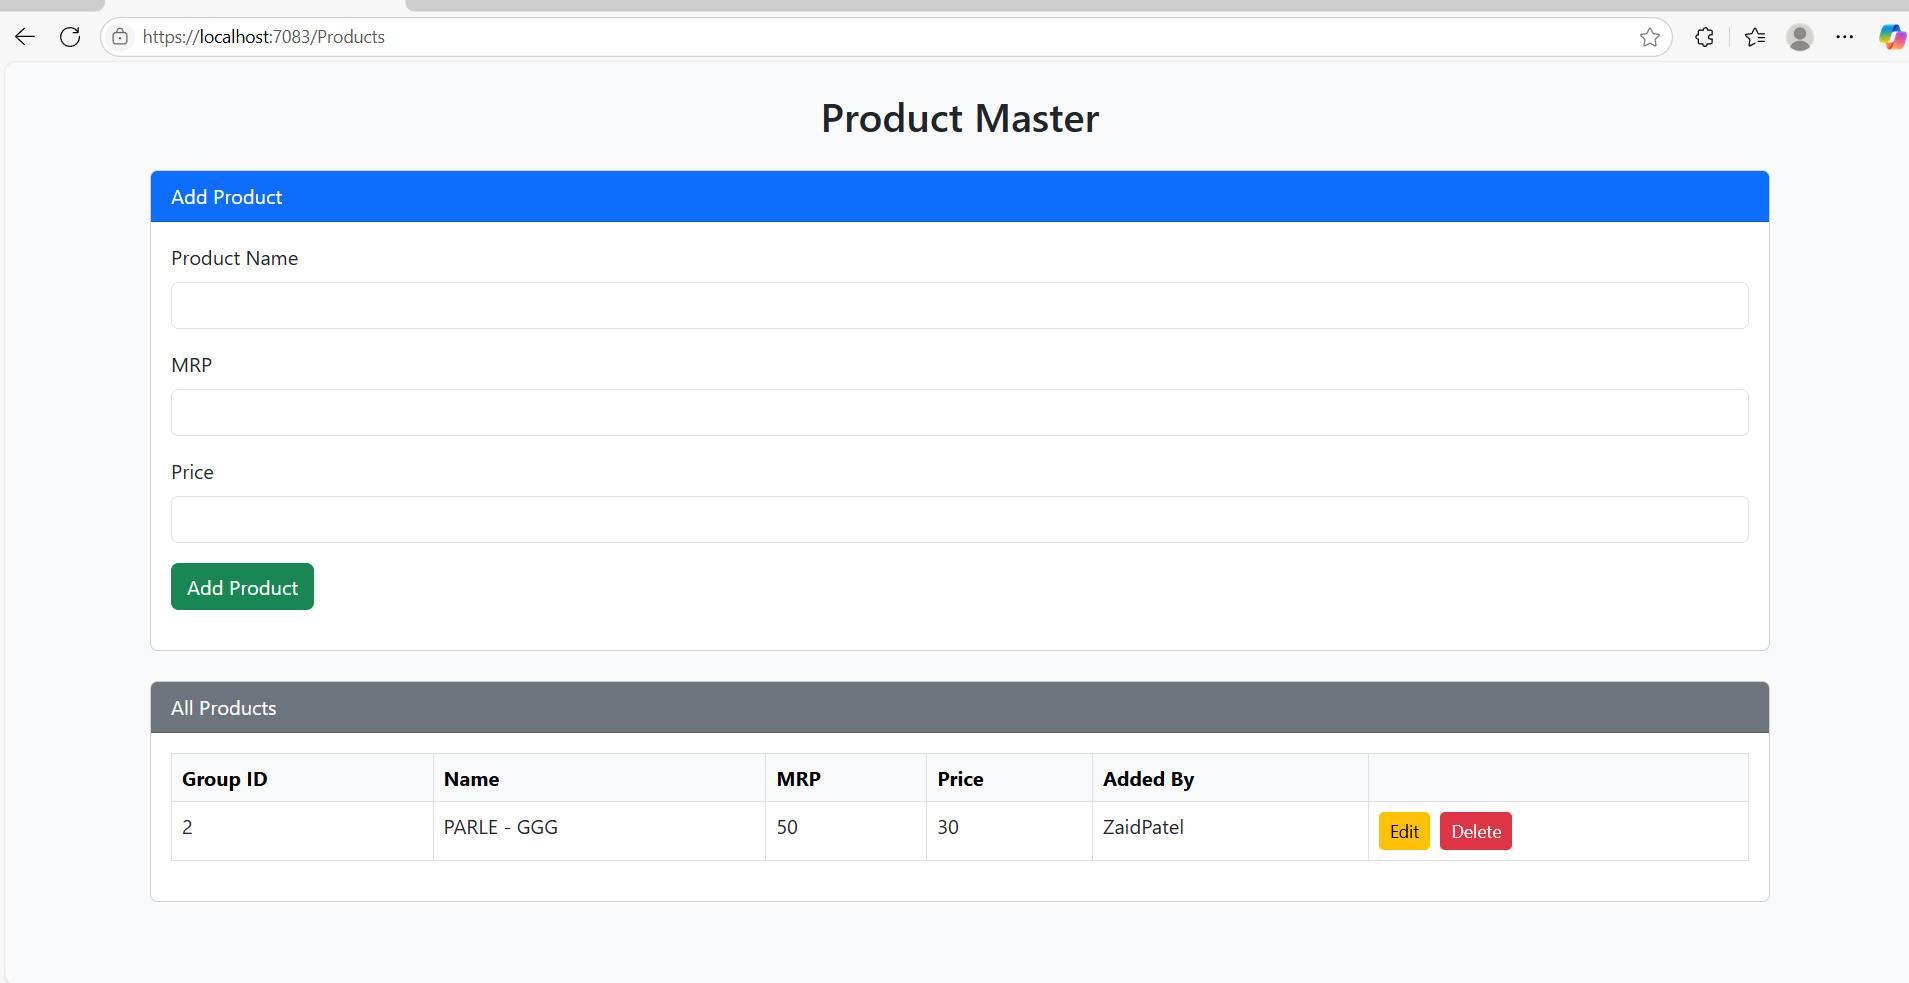 https://localhost:7083/Products
Product Master
Add Product
Product Name
MRP
Price
Add Product
All Products
Group ID Name MRP Price Added By
2 PARLE - GGG 50 30 ZaidPatel Edit Delete